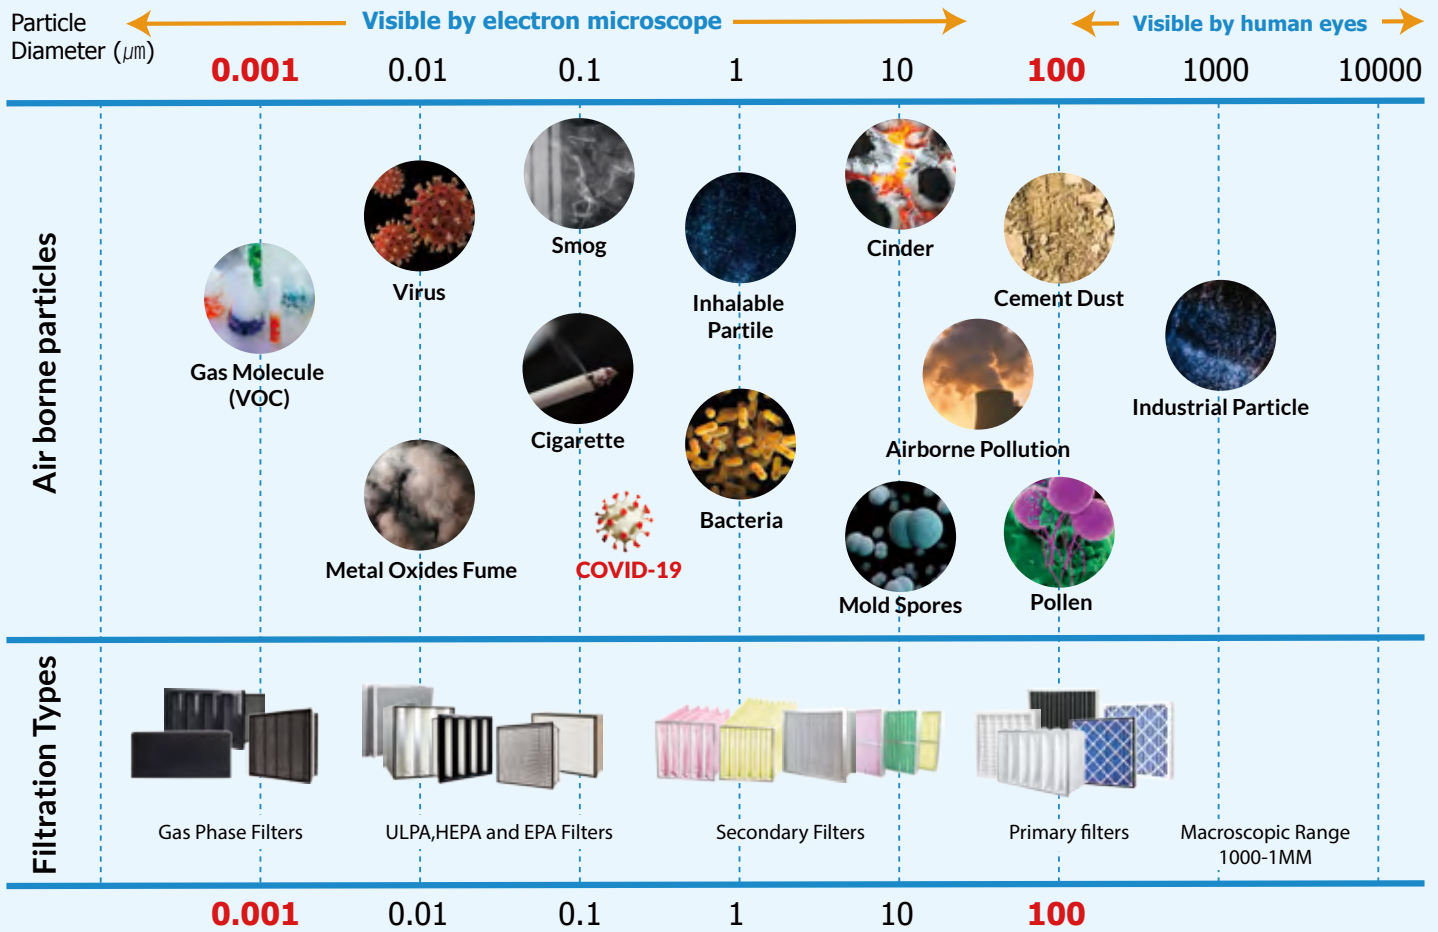 Particle
Diameter (㎛)
Visible by electron microscope
Visible by human eyes
0.001 0.01 0.1 1 10 100 1000 10000
Air borne particles
Gas Molecule
(VOC)
Virus
Metal Oxides Fume
Smog
Cigarette
COVID-19
Inhalable
Partile
Bacteria
Cinder
Airborne Pollution
Mold Spores
Cement Dust
Pollen
Industrial Particle
Filtration Types
Gas Phase Filters
ULPA,HEPA and EPA Filters
Secondary Filters
Primary filters
Macroscopic Range
1000-1MM
0.001 0.01 0.1 1 10 100